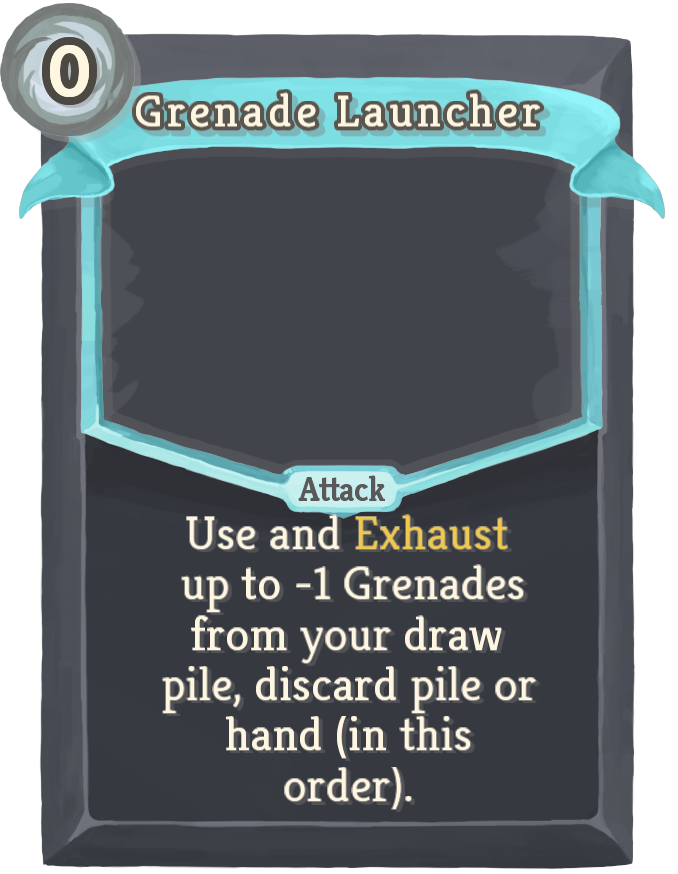 0
Grenade Launcher
Attack
Use and Exhaust
up to -1 Grenades
from your draw
pile, discard pile or
hand (in this
order).